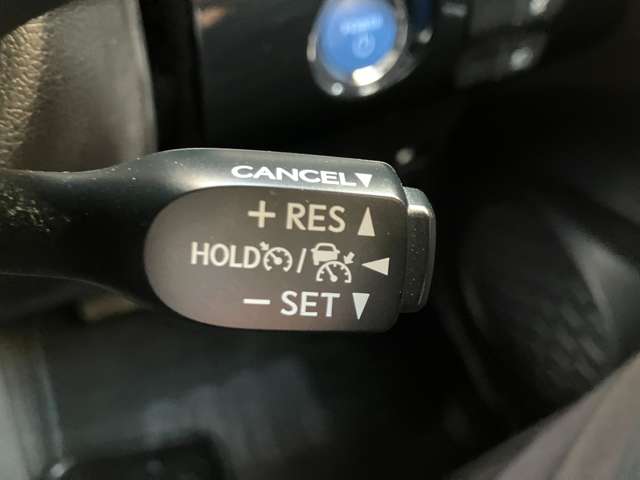 CANCEL▼
+ RES ▲
HOLD / ◀
− SET ▼